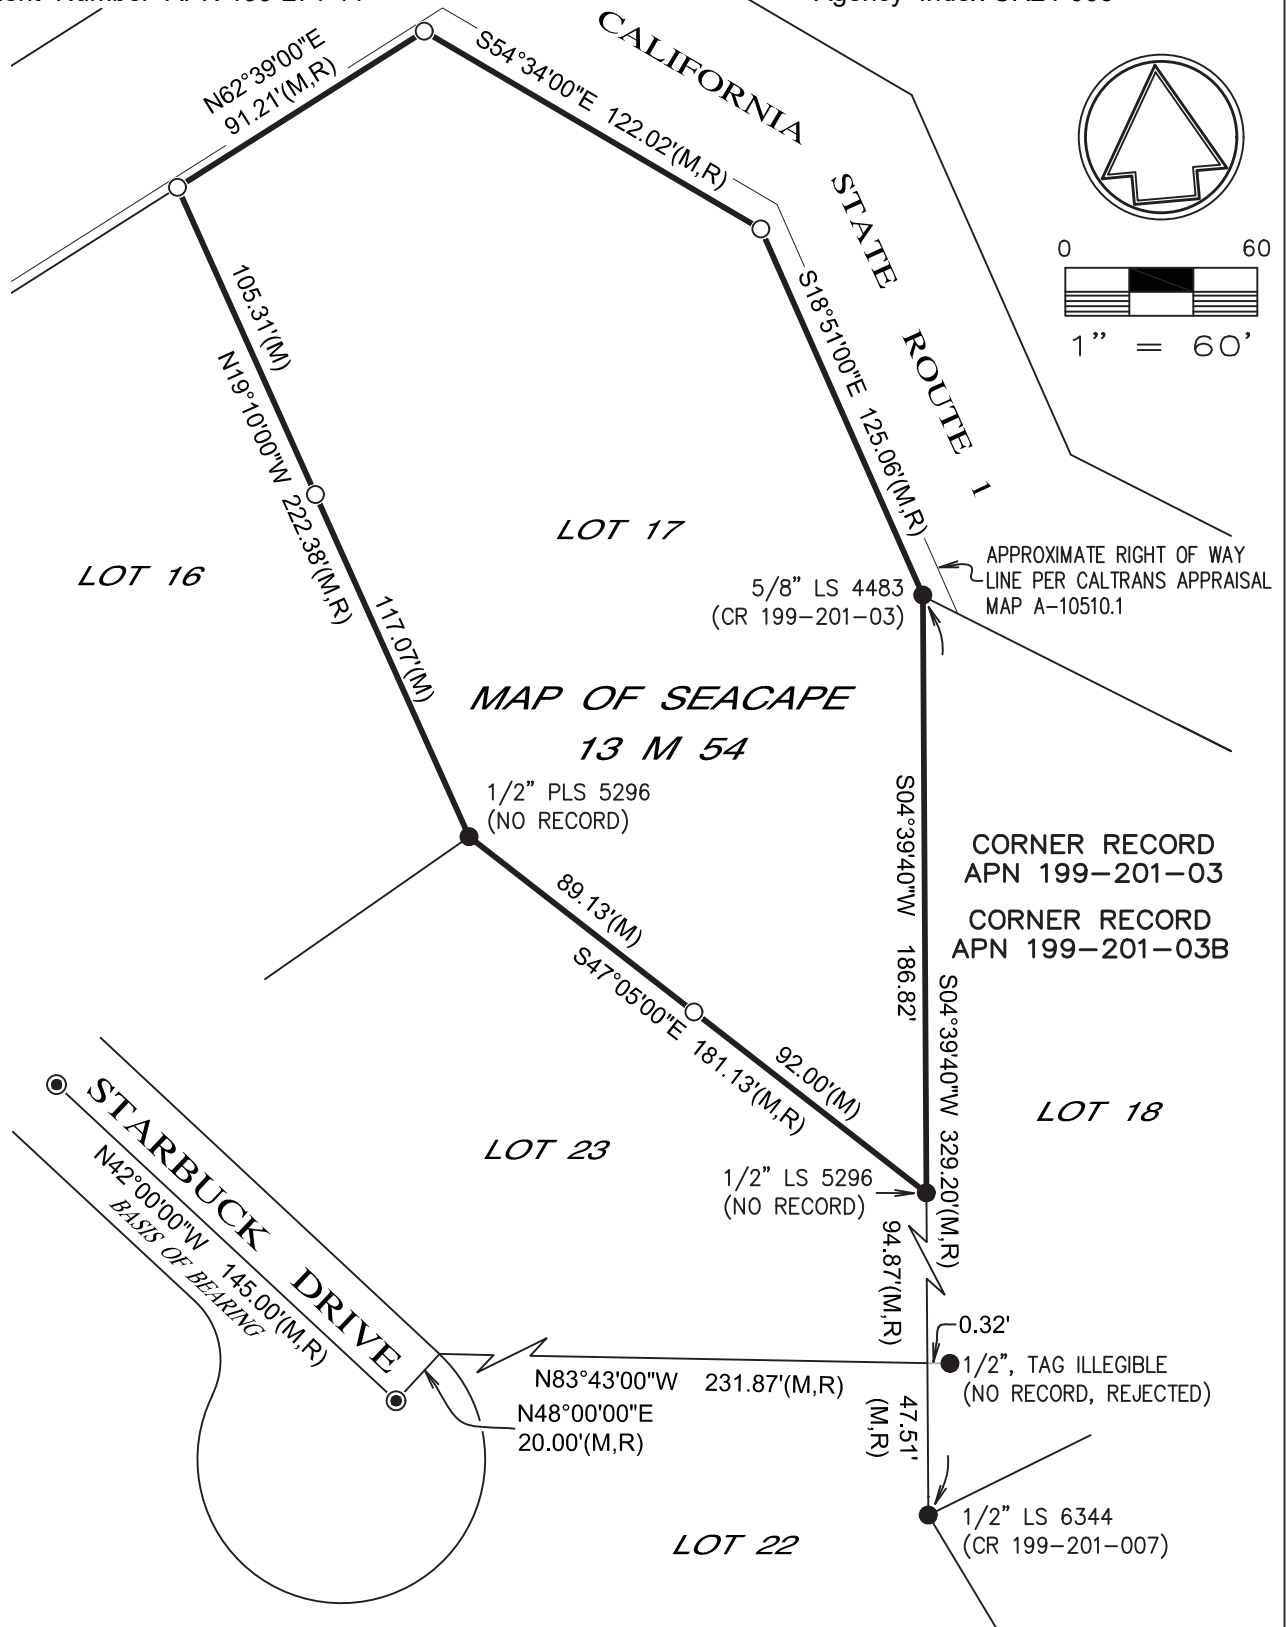 CALIFORNIA
STATE
ROUTE 1
N62°39'00"E
91.21'(M,R)
S54°34'00"E 122.02'(M,R)
0 60
1" = 60'
S18°51'00"E 125.06'(M,R)
105.31'(M)
N19°10'00"W 222.38'(M,R)
117.07'(M)
LOT 17
LOT 16
APPROXIMATE RIGHT OF WAY
LINE PER CALTRANS APPRAISAL
MAP A-10510.1
5/8" LS 4483
(CR 199-201-03)
MAP OF SEACAPE
13 M 54
1/2" PLS 5296
(NO RECORD)
S04°39'40"W 186.82'
CORNER RECORD
APN 199-201-03
CORNER RECORD
APN 199-201-03B
89.13'(M)
S47°05'00"E 181.13'(M,R)
92.00'(M)
S04°39'40"W 329.20'(M,R)
LOT 18
LOT 23
1/2" LS 5296
(NO RECORD)
STARBUCK DRIVE
N42°00'00"W 145.00'(M,R)
BASIS OF BEARING
94.87'(M,R)
0.32'
1/2", TAG ILLEGIBLE
(NO RECORD, REJECTED)
N83°43'00"W 231.87'(M,R)
N48°00'00"E
20.00'(M,R)
47.51'
(M,R)
1/2" LS 6344
(CR 199-201-007)
LOT 22